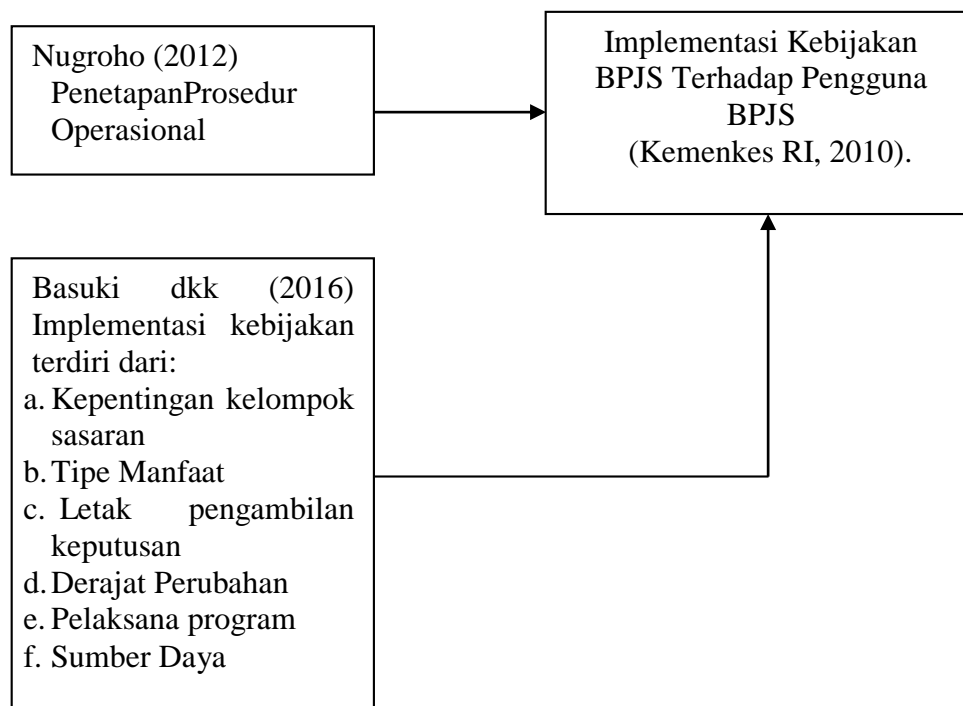 Nugroho (2012)
PenetapanProsedur
Operasional
Implementasi Kebijakan
BPJS Terhadap Pengguna
BPJS
(Kemenkes RI, 2010).
Basuki dkk (2016)
Implementasi kebijakan
terdiri dari:
a. Kepentingan kelompok
sasaran
b. Tipe Manfaat
c. Letak pengambilan
keputusan
d. Derajat Perubahan
e. Pelaksana program
f. Sumber Daya